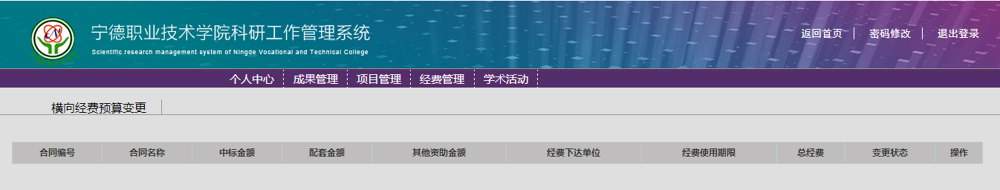 宁德职业技术学院科研工作管理系统
Scientific research management system of Ningde Vocational and Technical College
返回首页 密码修改 退出登录
个人中心 成果管理 项目管理 经费管理 学术活动
横向经费预算变更
合同编号 合同名称 中标金额 配套金额 其他资助金额 经费下达单位 经费使用期限 总经费 变更状态 操作